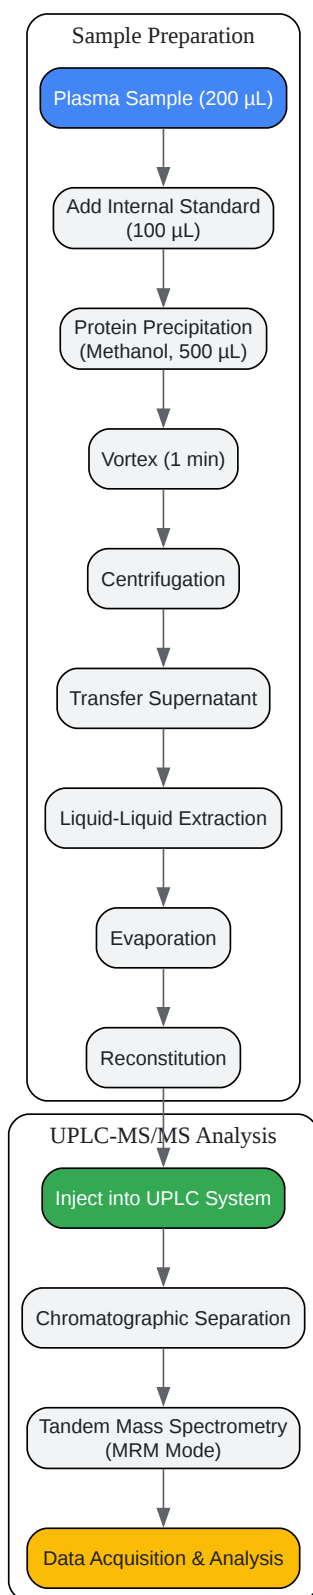 Sample Preparation
Plasma Sample (200 µL)
Add Internal Standard
(100 µL)
Protein Precipitation
(Methanol, 500 µL)
Vortex (1 min)
Centrifugation
Transfer Supernatant
Liquid-Liquid Extraction
Evaporation
Reconstitution
UPLC-MS/MS Analysis
Inject into UPLC System
Chromatographic Separation
Tandem Mass Spectrometry
(MRM Mode)
Data Acquisition & Analysis